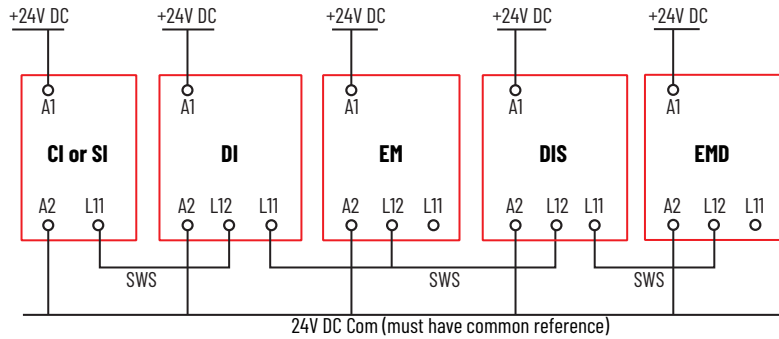 +24V DC +24V DC +24V DC +24V DC +24V DC
A1 A1 A1 A1 A1
CI or SI DI EM DIS EMD
A2 L11 A2 L12 L11 A2 L12 L11 A2 L12 L11 A2 L12 L11
SWS SWS SWS
24V DC Com (must have common reference)